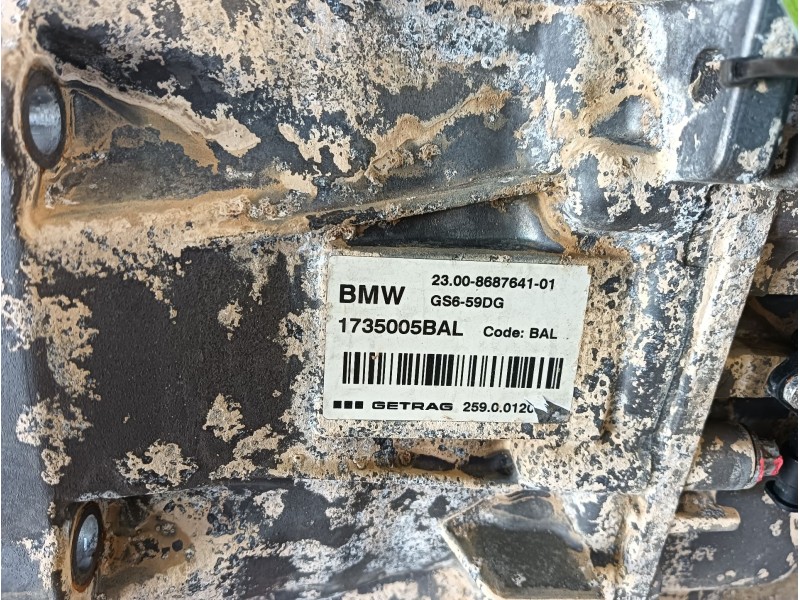 23.00-8687641-01
BMW GS6-59DG
1735005BAL Code: BAL
GETRAG 259.0.0120